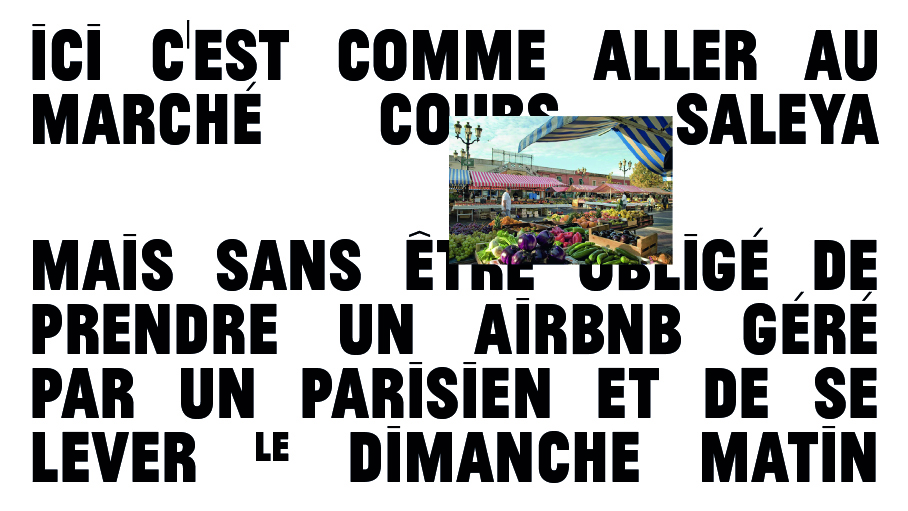 ICI C'EST COMME ALLER AU
MARCHÉ COURS SALEYA
MAIS SANS ÊTRE OBLIGÉ DE
PRENDRE UN AIRBNB GÉRÉ
PAR UN PARISIEN ET DE SE
LEVER LE DIMANCHE MATIN